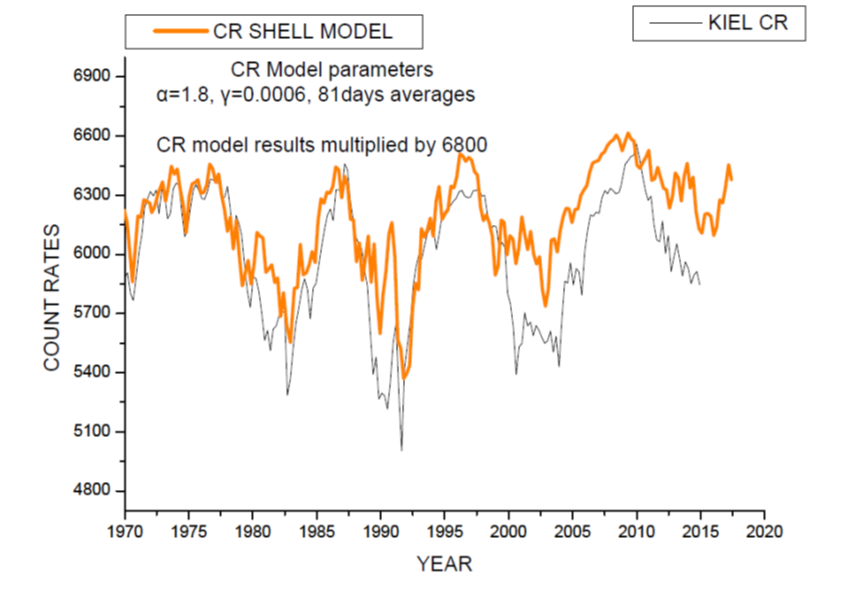 CR SHELL MODEL
KIEL CR
CR Model parameters
α=1.8, γ=0.0006, 81days averages
CR model results multiplied by 6800
COUNT RATES
6900
6600
6300
6000
5700
5400
5100
4800
1970 1975 1980 1985 1990 1995 2000 2005 2010 2015 2020
YEAR